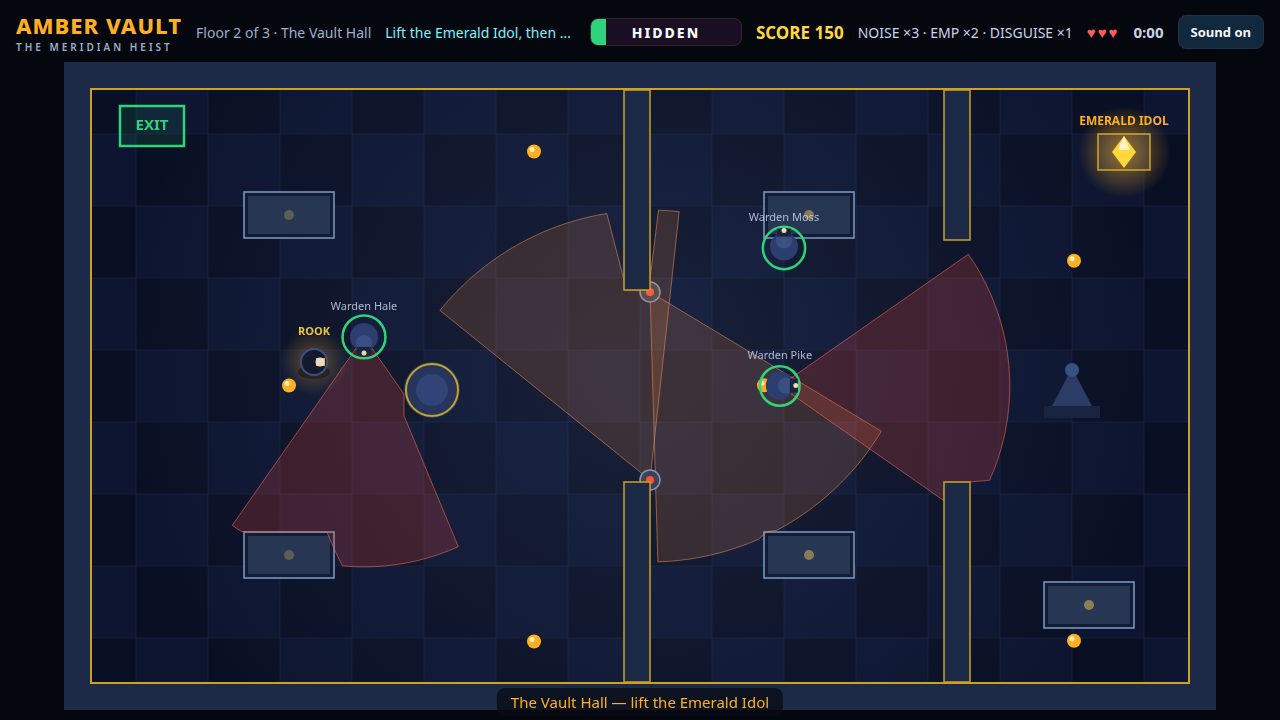 AMBER VAULT
THE MERIDIAN HEIST
Floor 2 of 3 · The Vault Hall
Lift the Emerald Idol, then ...
HIDDEN
SCORE 150
NOISE ×3 · EMP ×2 · DISGUISE ×1
♥♥♥
0:00
Sound on
EXIT
EMERALD IDOL
Warden Moss
Warden Hale
ROOK
Warden Pike
The Vault Hall — lift the Emerald Idol